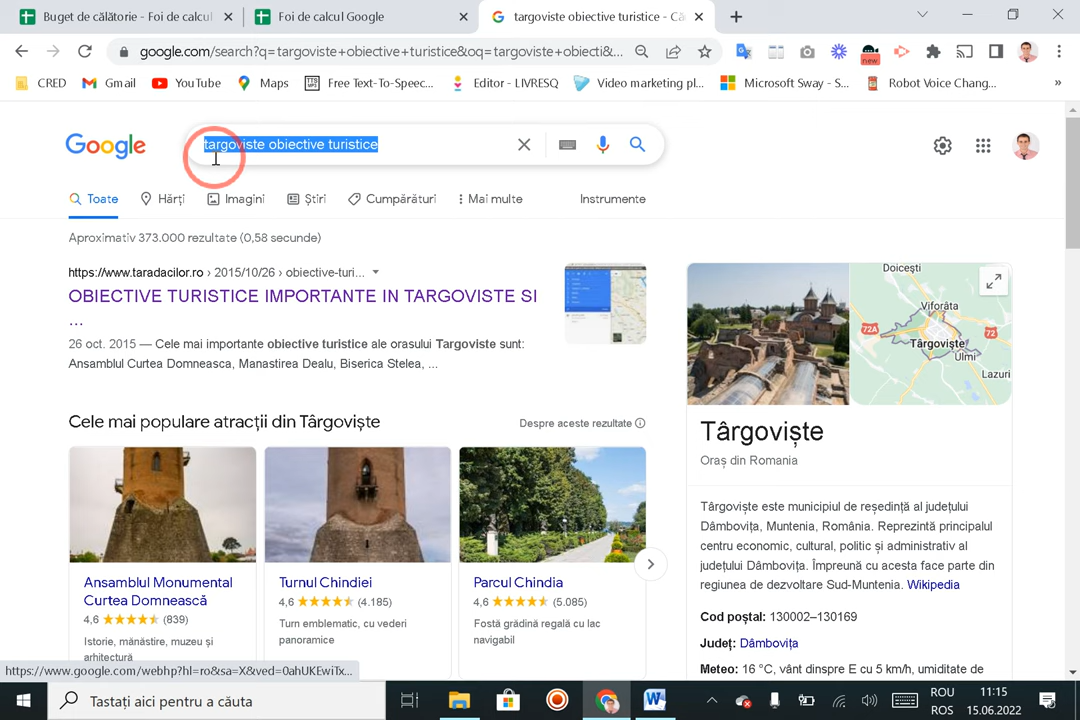 Buget de călătorie - Foi de calcul
Foi de calcul Google
targoviste obiective turistice - Că
google.com/search?q=targoviste+obiective+turistice&oq=targoviste+obiecti&...
new
CRED
Gmail
YouTube
Maps
Free Text-To-Speec...
Editor - LIVRESQ
Video marketing pl...
Microsoft Sway - S...
Robot Voice Chang...
»
Google
targoviste obiective turistice
Toate
Hărți
Imagini
Știri
Cumpărături
Mai multe
Instrumente
Aproximativ 373.000 rezultate (0,58 secunde)
https://www.taradacilor.ro › 2015/10/26 › obiective-turi...
OBIECTIVE TURISTICE IMPORTANTE IN TARGOVISTE SI
...
26 oct. 2015 — Cele mai importante obiective turistice ale orasului Targoviste sunt:
Ansamblul Curtea Domneasca, Manastirea Dealu, Biserica Stelea, ...
Cele mai populare atracții din Târgoviște
Despre aceste rezultate
Ansamblul Monumental
Curtea Domnească
4,6 (839)
Istorie, mănăstire, muzeu și
arhitectură
Turnul Chindiei
4,6 (4.185)
Turn emblematic, cu vederi
panoramice
Parcul Chindia
4,6 (5.085)
Fostă grădină regală cu lac
navigabil
Doicești
Viforâta
72A
72
Târgoviște
Ulmi
Lazuri
Târgoviște
Oraș din Romania
Târgoviște este municipiul de reședință al județului
Dâmbovița, Muntenia, România. Reprezintă principalul
centru economic, cultural, politic și administrativ al
județului Dâmbovița. Împreună cu acesta face parte din
regiunea de dezvoltare Sud-Muntenia. Wikipedia
Cod poștal: 130002–130169
Județ: Dâmbovița
Meteo: 16 °C, vânt dinspre E cu 5 km/h, umiditate de
https://www.google.com/webhp?hl=ro&sa=X&ved=0ahUKEwiTx...
Tastați aici pentru a căuta
ROU
ROS
11:15
15.06.2022